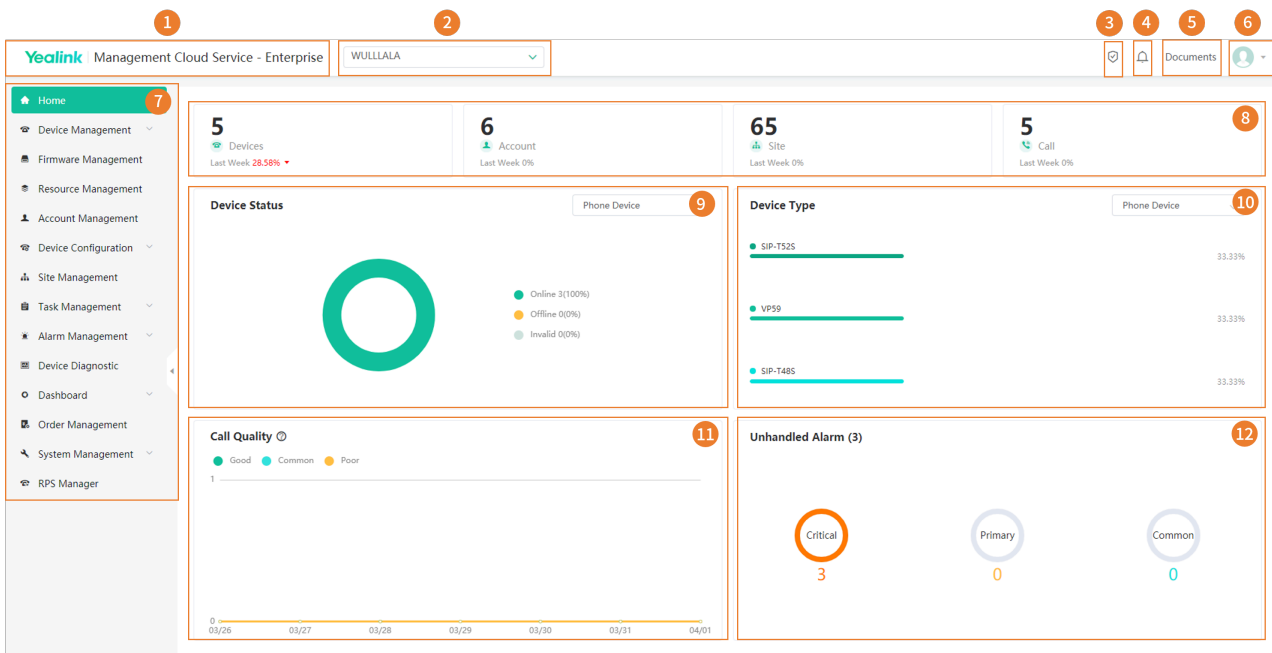 1
2
3
4
5
6
Yealink Management Cloud Service - Enterprise
WULLLALA
Documents
7
Home
Device Management
Firmware Management
Resource Management
Account Management
Device Configuration
Site Management
Task Management
Alarm Management
Device Diagnostic
Dashboard
Order Management
System Management
RPS Manager
8
5
Devices
Last Week 28.58%
6
Account
Last Week 0%
65
Site
Last Week 0%
5
Call
Last Week 0%
Device Status
Phone Device
9
Online 3(100%)
Offline 0(0%)
Invalid 0(0%)
Device Type
Phone Device
10
SIP-T52S
33.33%
VP59
33.33%
SIP-T48S
33.33%
Call Quality
11
Good Common Poor
1
0
03/26 03/27 03/28 03/29 03/30 03/31 04/01
Unhandled Alarm (3)
12
Critical
3
Primary
0
Common
0